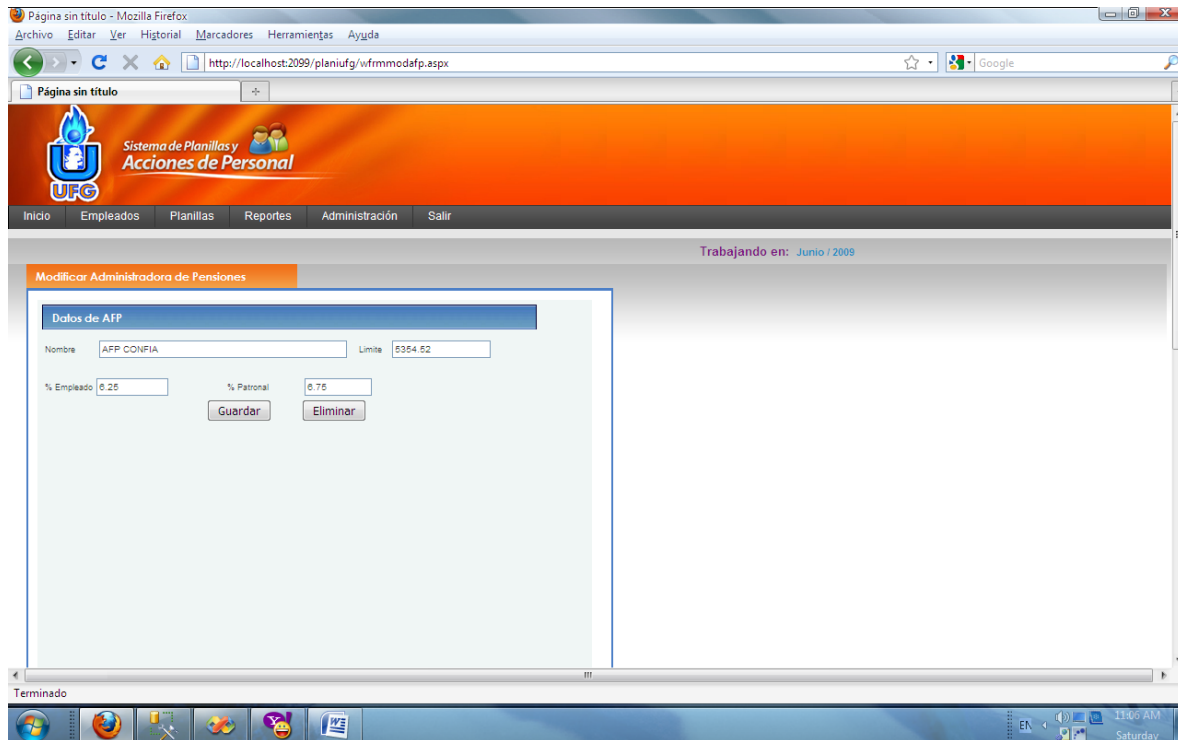 Página sin título - Mozilla Firefox
Archivo Editar Ver Historial Marcadores Herramientas Ayuda
http://localhost:2099/planiufg/wfrmmodafp.aspx
Google
Página sin título
Sistema de Planillas y
Acciones de Personal
UFG
Inicio Empleados Planillas Reportes Administración Salir
Trabajando en: Junio / 2009
Modificar Administradora de Pensiones
Datos de AFP
Nombre AFP CONFIA Limite 5354.52
% Empleado 6.25 % Patronal 6.75
Guardar Eliminar
Terminado
EN 11:06 AM
Saturday